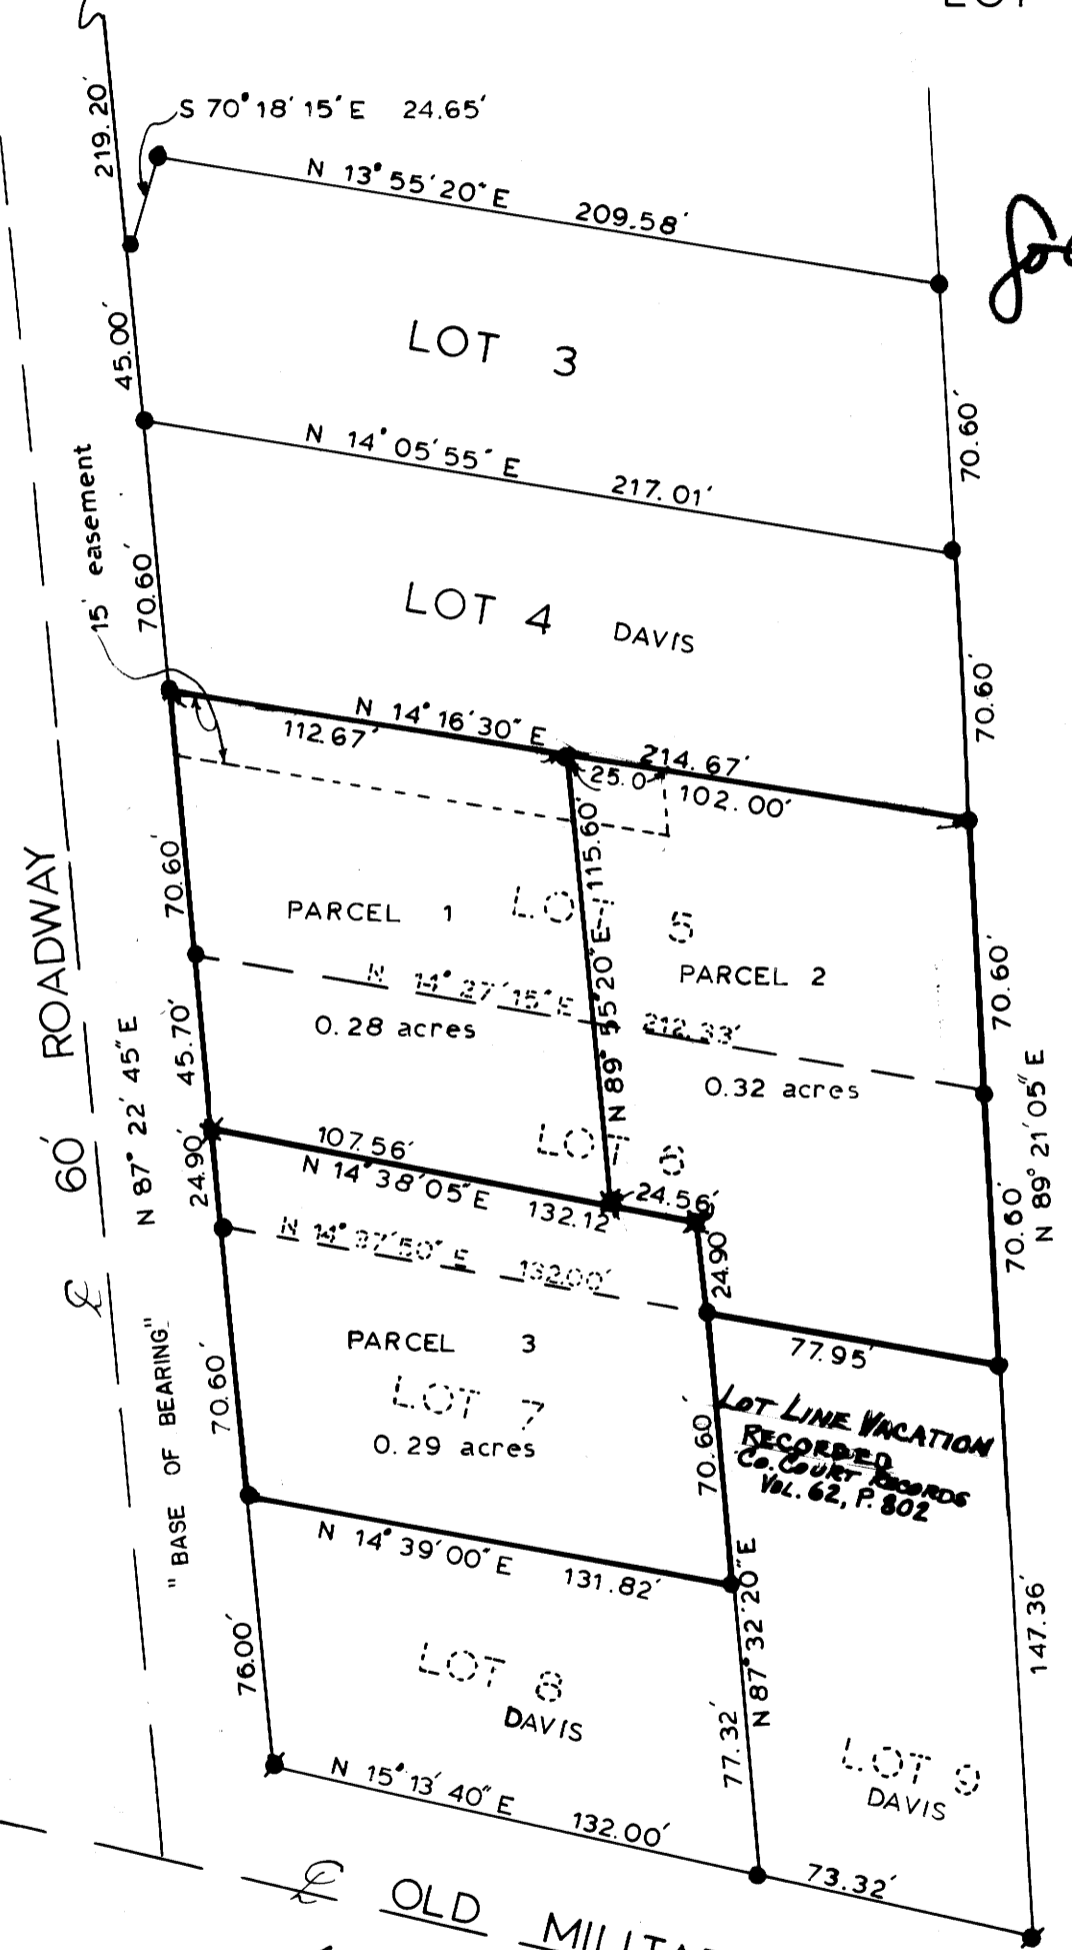 LOT
219.20′
S 70° 18′ 15″ E 24.65′
N 13° 55′ 20″ E 209.58′
45.00′
LOT 3
70.60′
N 14° 05′ 55″ E 217.01′
15′ easement
70.60′
LOT 4 DAVIS
70.60′
N 14° 16′ 30″ E 214.67′
112.67′
25.0
102.00′
N 89° 55′ 20″ E 115.60′
70.60′
LOT 5
PARCEL 1
PARCEL 2
70.60′
ROADWAY
60′
N 14° 27′ 15″ E 212.33′
0.28 acres
0.32 acres
45.70′
N 87° 22′ 45″ E
N 89° 21′ 05″ E
LOT 6
107.56′
N 14° 38′ 05″ E 132.12′
24.56′
24.90′
24.90′
70.60′
N 14° 37′ 50″ E 132.00′
℄
PARCEL 3
77.95′
LOT 7
0.29 acres
70.60′
70.60′
"BASE OF BEARING"
LOT LINE VACATION
RECORDED
CO. COURT RECORDS
VOL. 62, P. 802
N 14° 39′ 00″ E 131.82′
N 87° 32′ 20″ E
76.00′
147.36′
LOT 8
DAVIS
77.32′
LOT 9
DAVIS
N 15° 13′ 40″ E 132.00′
73.32′
℄ OLD